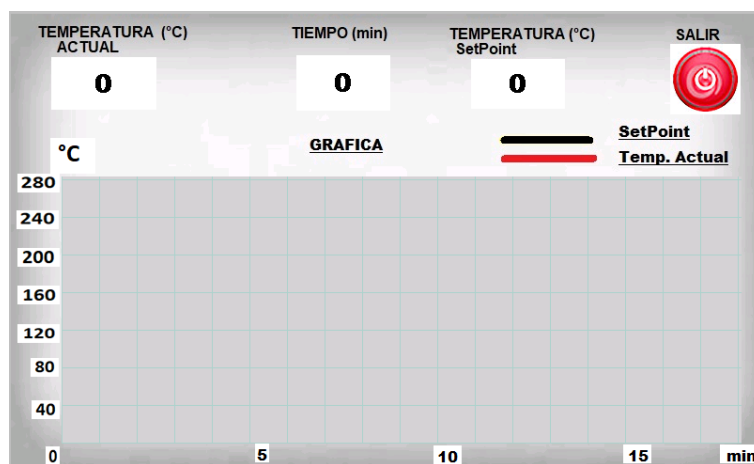 TEMPERATURA (°C)
ACTUAL
0
TIEMPO (min)
0
TEMPERATURA (°C)
SetPoint
0
SALIR
°C
GRAFICA
SetPoint
Temp. Actual
280
240
200
160
120
80
40
0
5
10
15
min